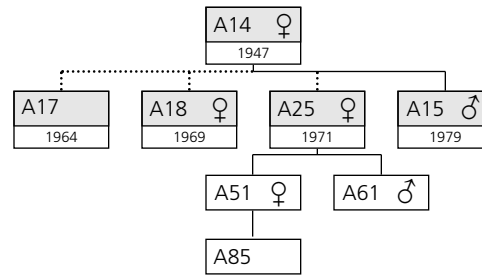 A14 ♀
1947
A17
1964
A18 ♀
1969
A25 ♀
1971
A15 ♂
1979
A51 ♀
A61 ♂
A85